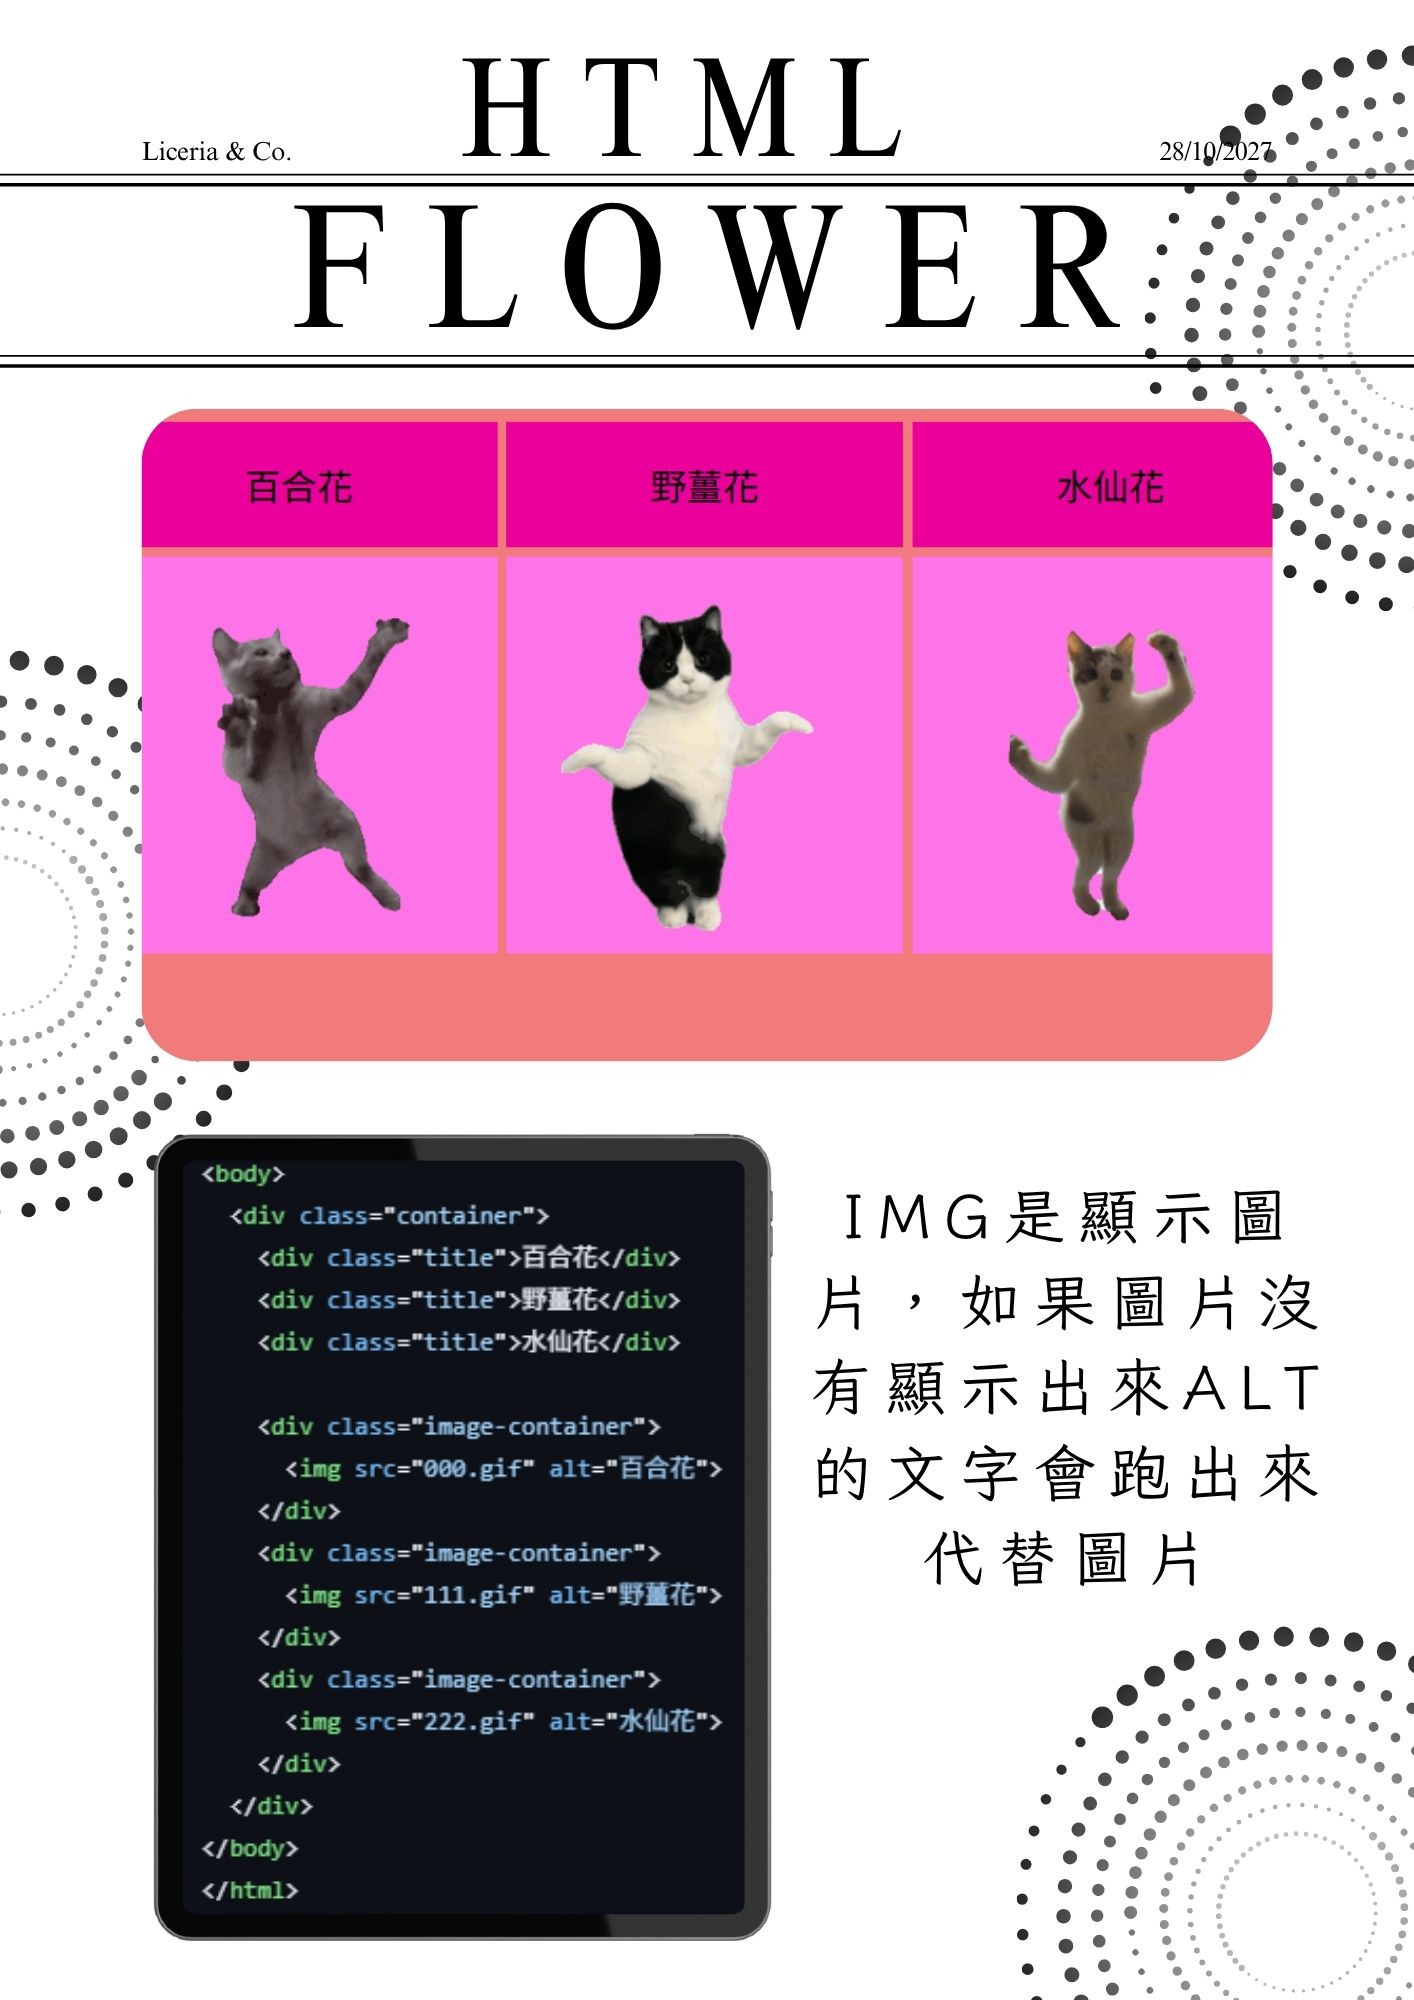 HTML
Liceria & Co.
28/10/2027
FLOWER
百合花
野薑花
水仙花
<body>
<div class="container">
<div class="title">百合花</div>
<div class="title">野薑花</div>
<div class="title">水仙花</div>
<div class="image-container">
<img src="000.gif" alt="百合花">
</div>
<div class="image-container">
<img src="111.gif" alt="野薑花">
</div>
<div class="image-container">
<img src="222.gif" alt="水仙花">
</div>
</div>
</body>
</html>
IMG是顯示圖
片，如果圖片沒
有顯示出來ALT
的文字會跑出來
代替圖片